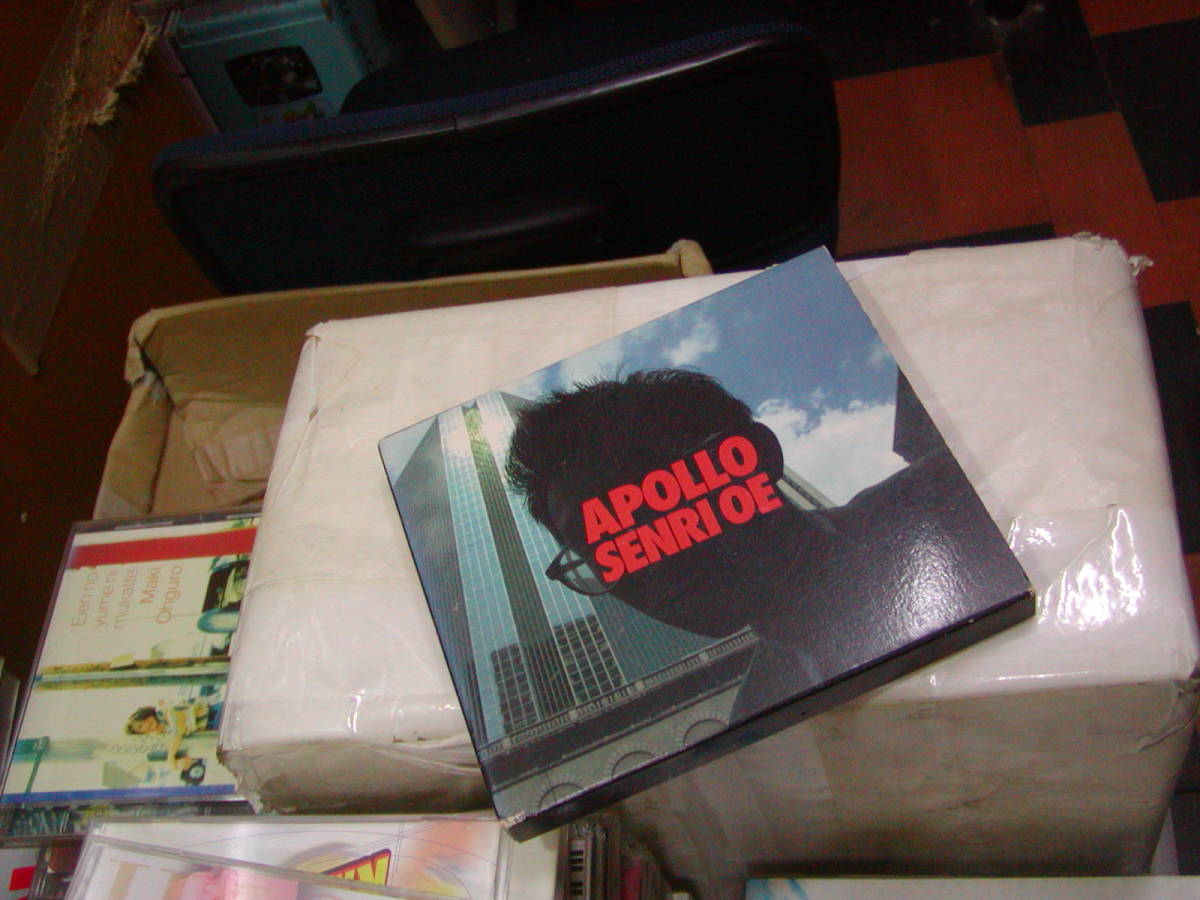 APOLLO
SENRI OE
Eien no
yume ni
mukatte
Maki
Ohguro